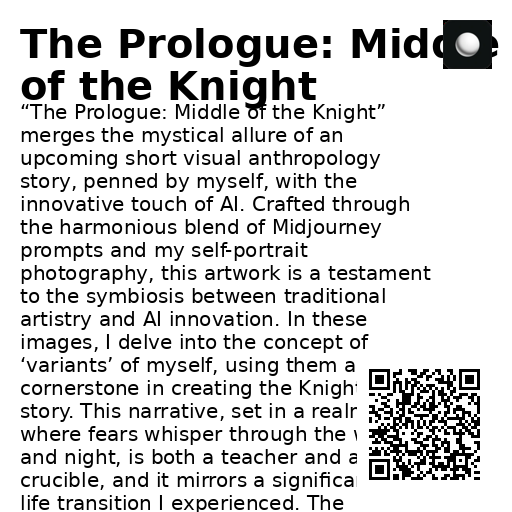 The Prologue: Middle
of the Knight
“The Prologue: Middle of the Knight”
merges the mystical allure of an
upcoming short visual anthropology
story, penned by myself, with the
innovative touch of AI. Crafted through
the harmonious blend of Midjourney
prompts and my self-portrait
photography, this artwork is a testament
to the symbiosis between traditional
artistry and AI innovation. In these
images, I delve into the concept of
‘variants’ of myself, using them a
cornerstone in creating the Knight
story. This narrative, set in a realm
where fears whisper through the
and night, is both a teacher and a
crucible, and it mirrors a significa
life transition I experienced. The